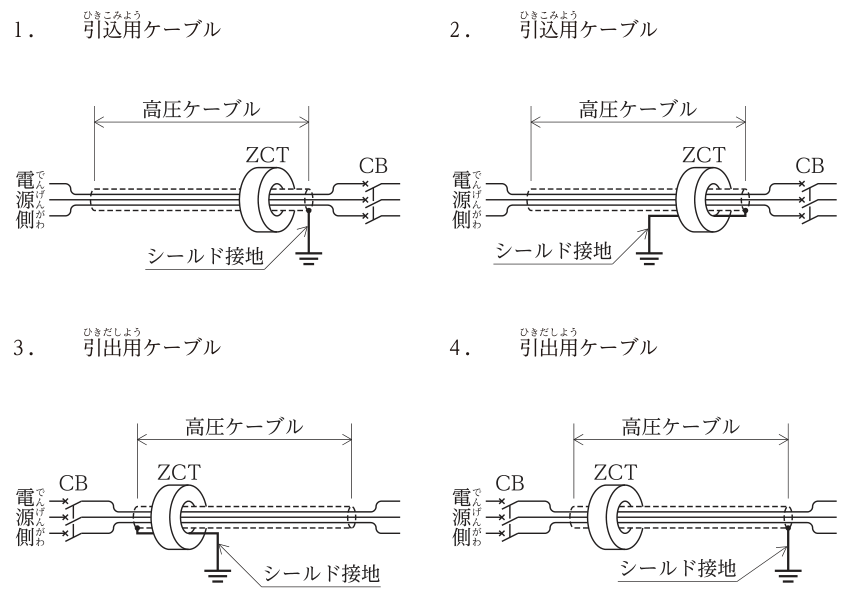 1. 引込用ケーブル
ひきこみよう
高圧ケーブル
ZCT
CB
電源側
でんげんがわ
シールド接地
2. 引込用ケーブル
ひきこみよう
高圧ケーブル
ZCT
CB
電源側
でんげんがわ
シールド接地
3. 引出用ケーブル
ひきだしよう
高圧ケーブル
ZCT
CB
電源側
でんげんがわ
シールド接地
4. 引出用ケーブル
ひきだしよう
高圧ケーブル
ZCT
CB
電源側
でんげんがわ
シールド接地